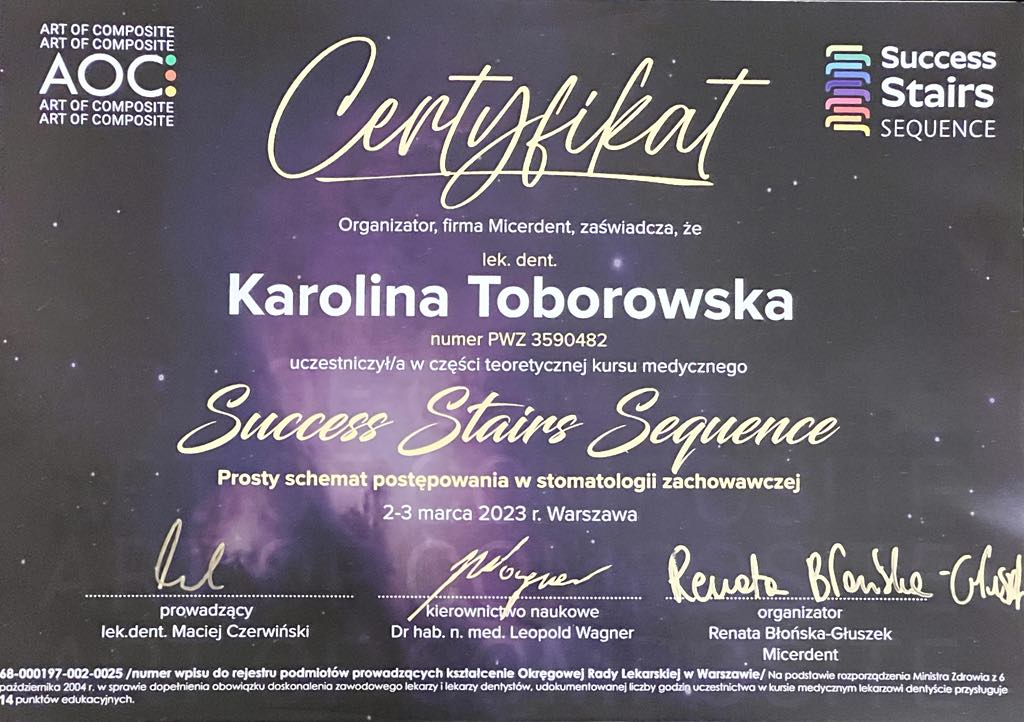 ART OF COMPOSITE
ART OF COMPOSITE
AOC
ART OF COMPOSITE
ART OF COMPOSITE
Success
Stairs
SEQUENCE
Certyfikat
Organizator, firma Micerdent, zaświadcza, że
lek. dent.
Karolina Toborowska
numer PWZ 3590482
uczestniczył/a w części teoretycznej kursu medycznego
Success Stairs Sequence
Prosty schemat postępowania w stomatologii zachowawczej
2-3 marca 2023 r. Warszawa
Renata Błońska-Głusz
prowadzący
lek.dent. Maciej Czerwiński
kierownictwo naukowe
Dr hab. n. med. Leopold Wagner
organizator
Renata Błońska-Głuszek
Micerdent
68-000197-002-0025 /numer wpisu do rejestru podmiotów prowadzących kształcenie Okręgowej Rady Lekarskiej w Warszawie/ Na podstawie rozporządzenia Ministra Zdrowia z 6
października 2004 r. w sprawie dopełnienia obowiązku doskonalenia zawodowego lekarzy i lekarzy dentystów, udokumentowanej liczby godzin uczestnictwa w kursie medycznym lekarzowi dentyście przysługuje
14 punktów edukacyjnych.